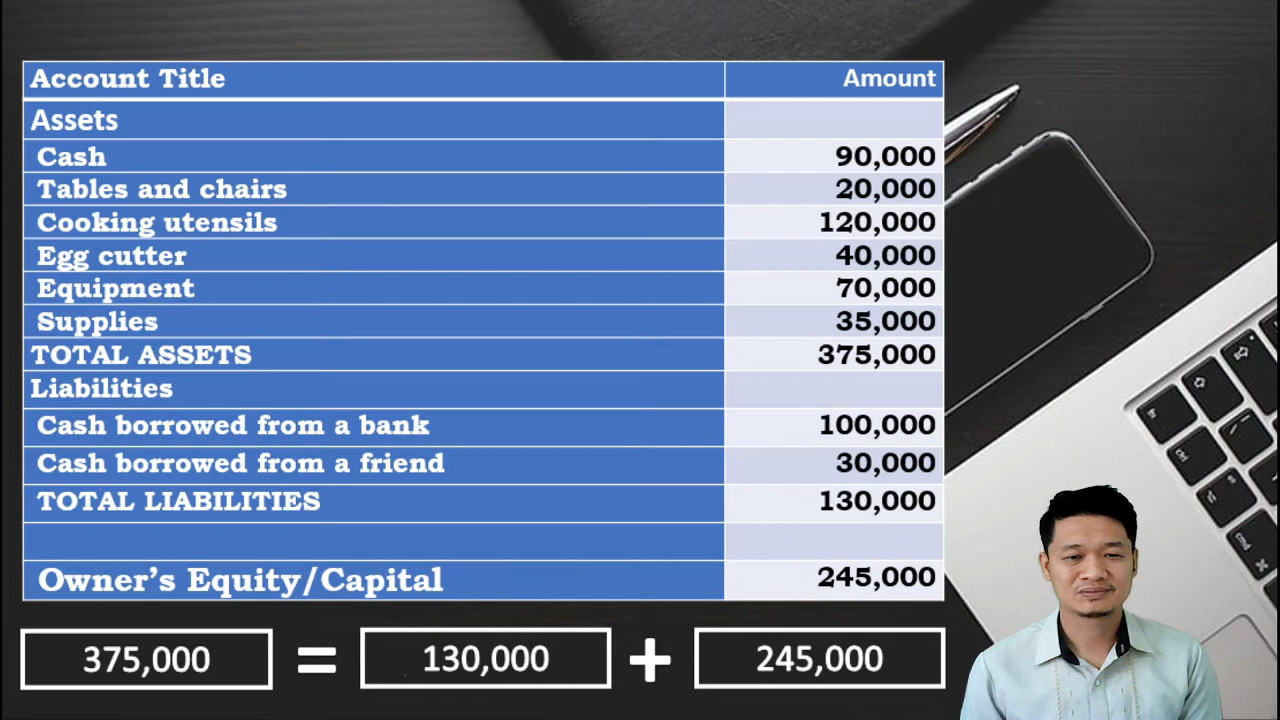 Account Title Amount
Assets
Cash 90,000
Tables and chairs 20,000
Cooking utensils 120,000
Egg cutter 40,000
Equipment 70,000
Supplies 35,000
TOTAL ASSETS 375,000
Liabilities
Cash borrowed from a bank 100,000
Cash borrowed from a friend 30,000
TOTAL LIABILITIES 130,000
Owner’s Equity/Capital 245,000
375,000 = 130,000 + 245,000